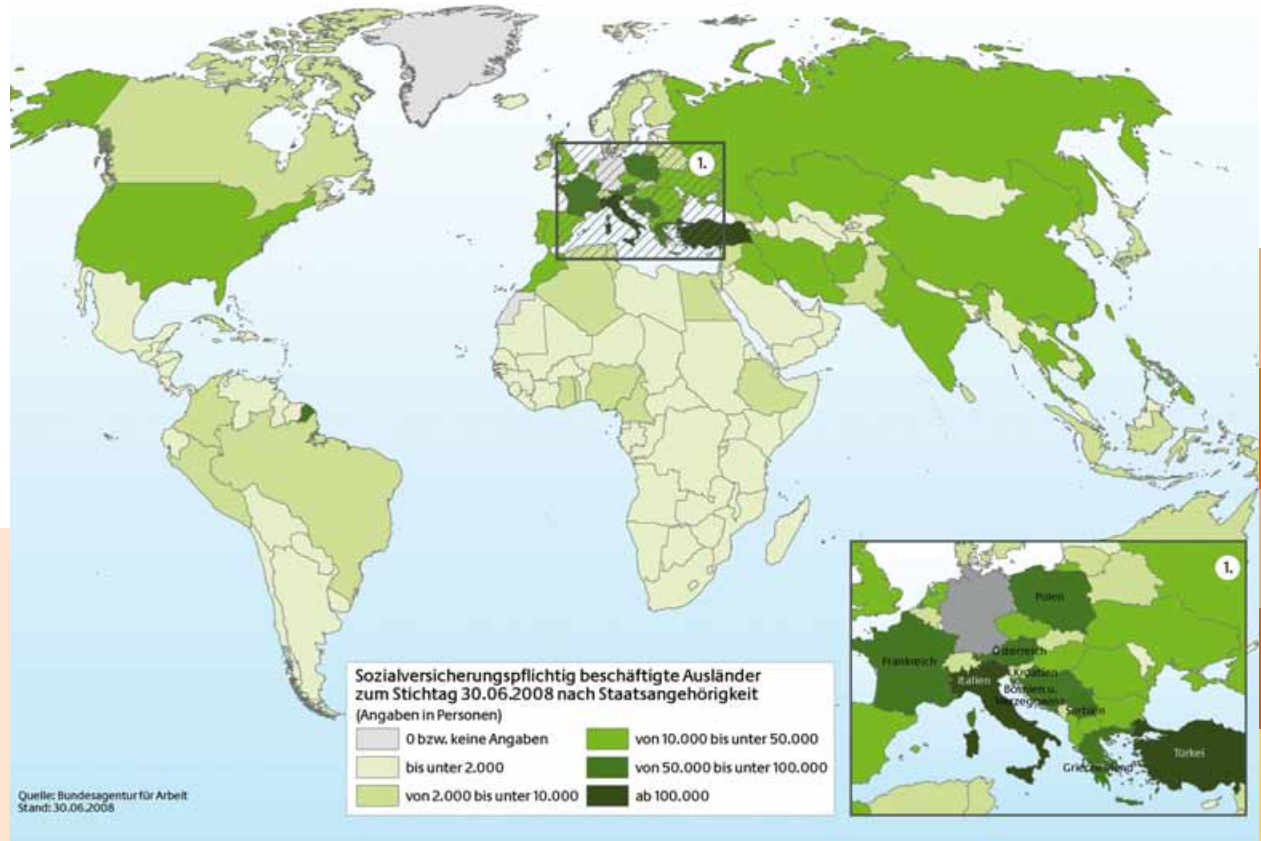 1.
1.
Polen
Österreich
Frankreich
Kroatien
Italien
Bosnien u.
Herzegowina
Serbien
Türkei
Griechenland
Sozialversicherungspflichtig beschäftigte Ausländer
zum Stichtag 30.06.2008 nach Staatsangehörigkeit
(Angaben in Personen)
0 bzw. keine Angaben
bis unter 2.000
von 2.000 bis unter 10.000
von 10.000 bis unter 50.000
von 50.000 bis unter 100.000
ab 100.000
Quelle: Bundesagentur für Arbeit
Stand: 30.06.2008